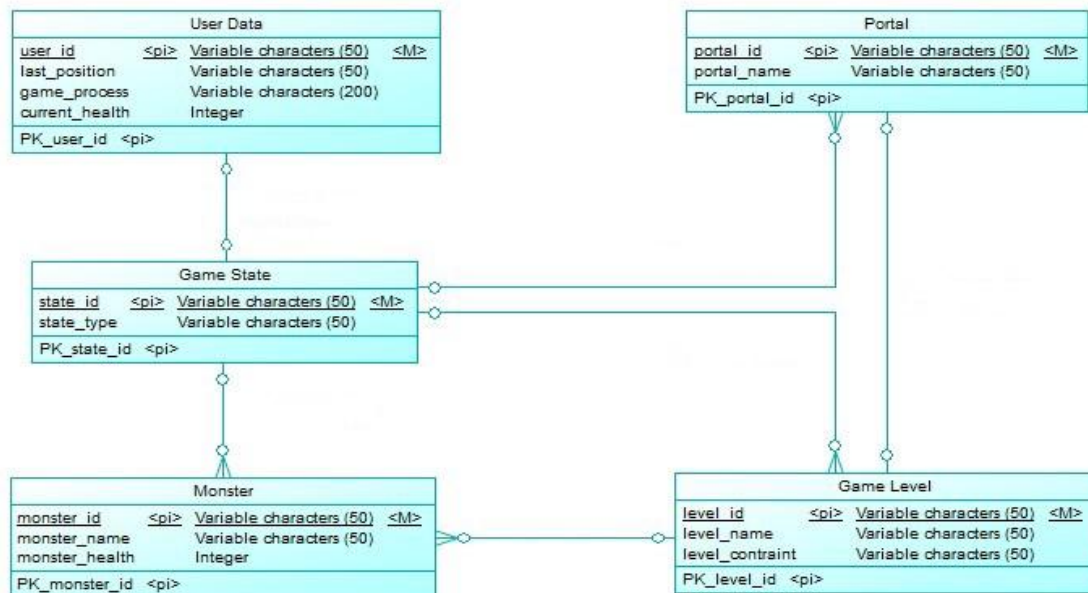 User Data
user_id <pi> Variable characters (50) <M>
last_position Variable characters (50)
game_process Variable characters (200)
current_health Integer
PK_user_id <pi>
Portal
portal_id <pi> Variable characters (50) <M>
portal_name Variable characters (50)
PK_portal_id <pi>
Game State
state_id <pi> Variable characters (50) <M>
state_type Variable characters (50)
PK_state_id <pi>
Monster
monster_id <pi> Variable characters (50) <M>
monster_name Variable characters (50)
monster_health Integer
PK_monster_id <pi>
Game Level
level_id <pi> Variable characters (50) <M>
level_name Variable characters (50)
level_contraint Variable characters (50)
PK_level_id <pi>